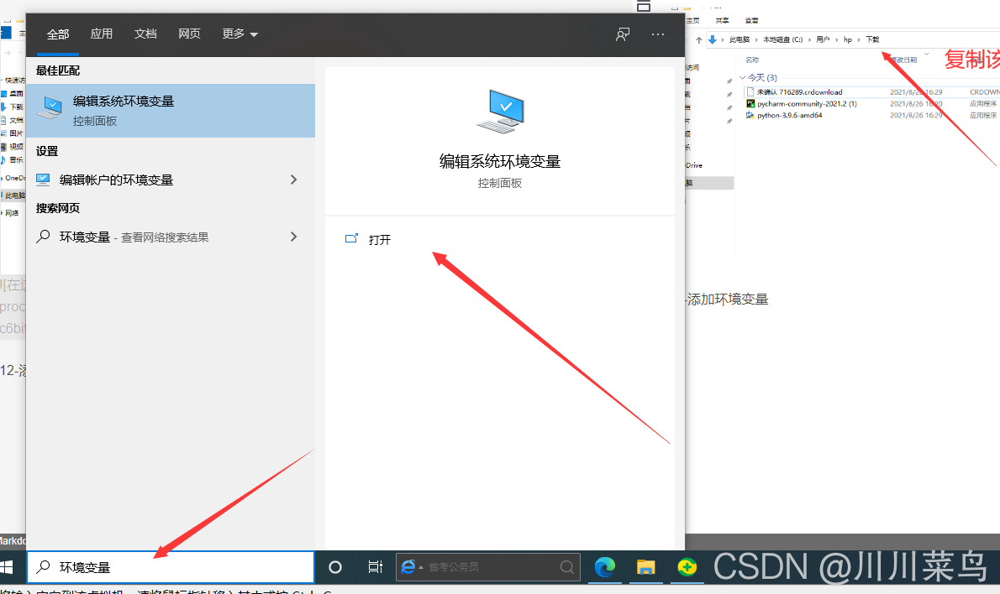 全部 应用 文档 网页 更多
最佳匹配
编辑系统环境变量
控制面板
设置
编辑帐户的环境变量
搜索网页
环境变量 - 查看网络搜索结果
编辑系统环境变量
控制面板
打开
环境变量
省考公务员
快速访
桌面
下载
文档
图片
视频
音乐
OneDr
此电脑
网络
![在这
proc
c6bif
12-添
Markdo
主页 共享 查看
此电脑 › 本地磁盘 (C:) › 用户 › hp › 下载
复制该
名称 修改日期
今天 (3)
未确认 716289.crdownload 2021/8/26 16:29 CRDOWN
pycharm-community-2021.2 (1) 2021/8/26 16:20 应用程序
python-3.9.6-amd64 2021/8/26 16:29 应用程序
访问
Drive
-添加环境变量
CSDN @川川菜鸟